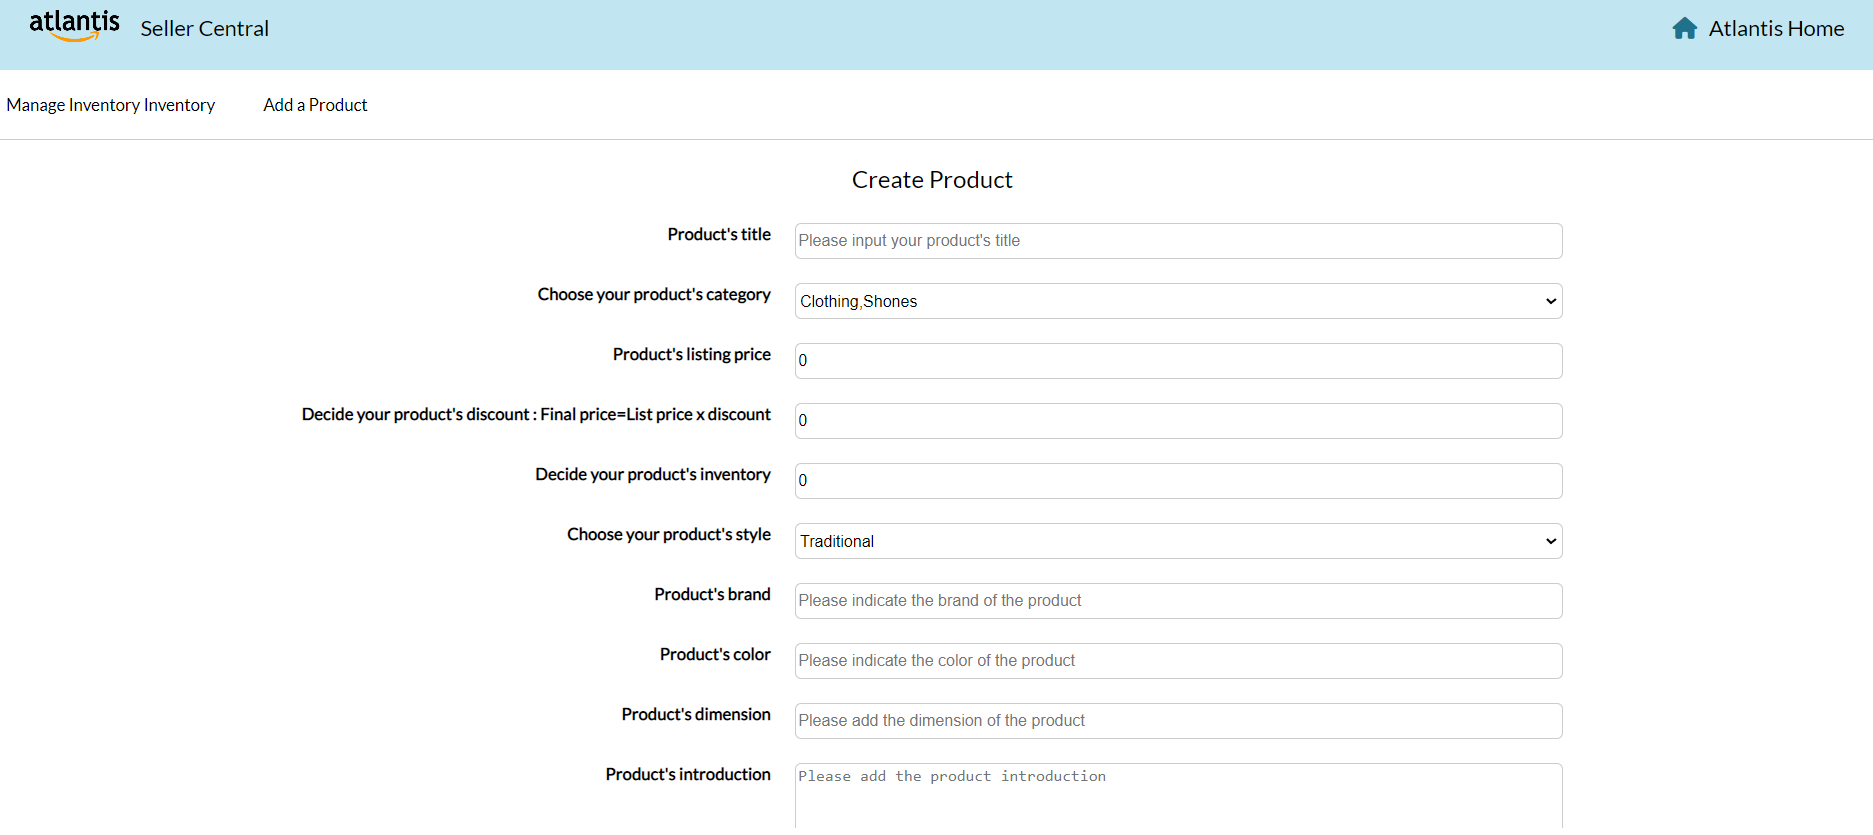 atlantis Seller Central Atlantis Home
Manage Inventory Inventory Add a Product
Create Product
Product's title Please input your product's title
Choose your product's category Clothing,Shones
Product's listing price 0
Decide your product's discount : Final price=List price x discount 0
Decide your product's inventory 0
Choose your product's style Traditional
Product's brand Please indicate the brand of the product
Product's color Please indicate the color of the product
Product's dimension Please add the dimension of the product
Product's introduction Please add the product introduction